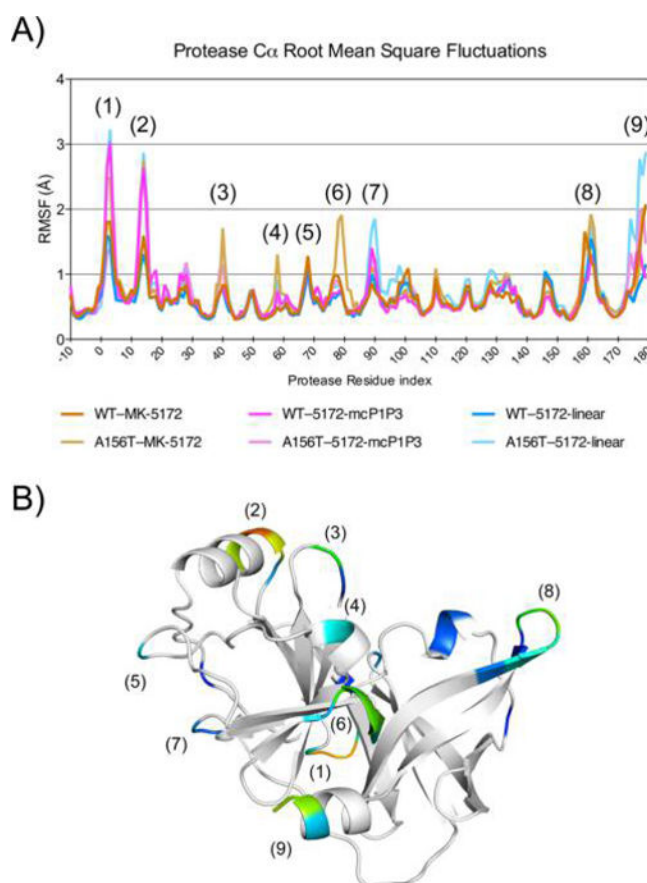 A)
Protease Cα Root Mean Square Fluctuations
4
3
2
1
0
RMSF (Å)
(1)
(2)
(3)
(4)
(5)
(6)
(7)
(8)
(9)
-10 0 10 20 30 40 50 60 70 80 90 100 110 120 130 140 150 160 170 180
Protease Residue index
WT–MK-5172 WT–5172-mcP1P3 WT–5172-linear
A156T–MK-5172 A156T–5172-mcP1P3 A156T–5172-linear
B)
(2)
(3)
(4)
(8)
(5)
(6)
(7)
(1)
(9)